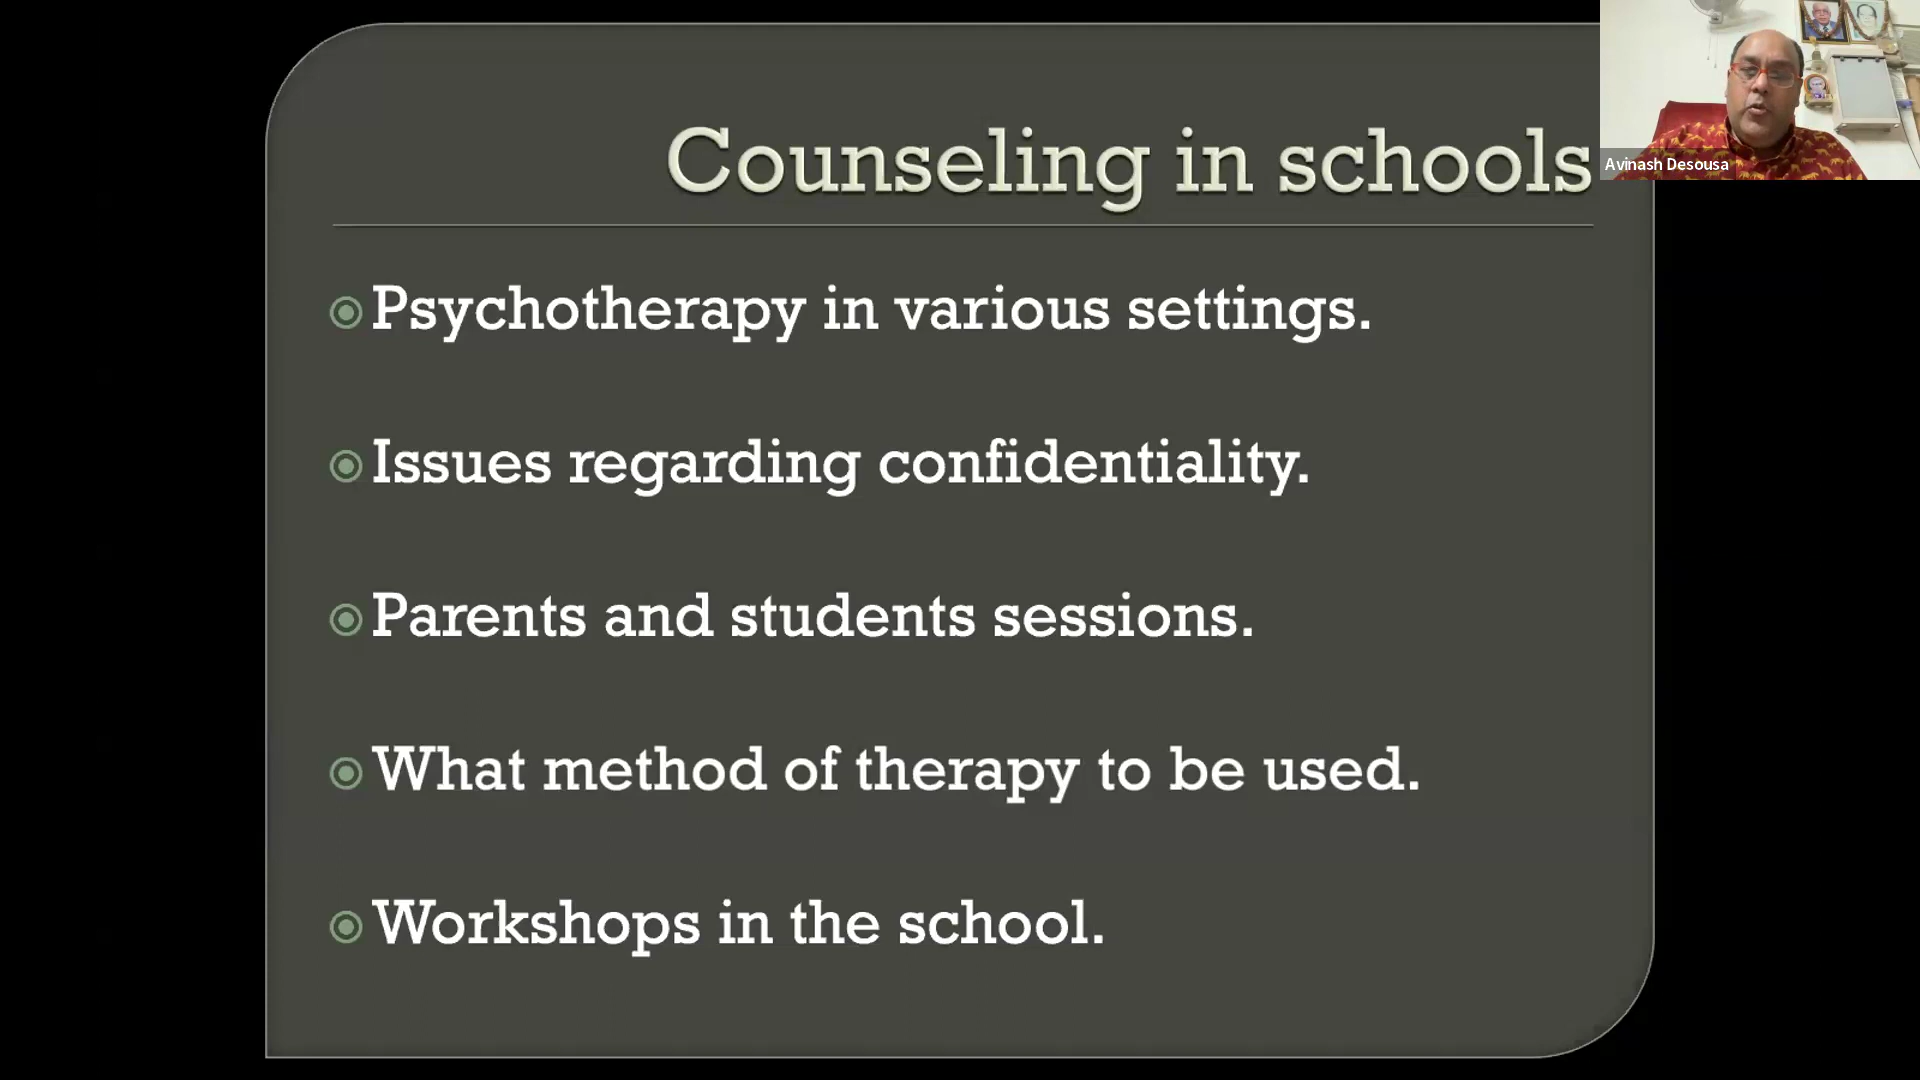 Counseling in schools
Avinash Desousa
Psychotherapy in various settings.
Issues regarding confidentiality.
Parents and students sessions.
What method of therapy to be used.
Workshops in the school.